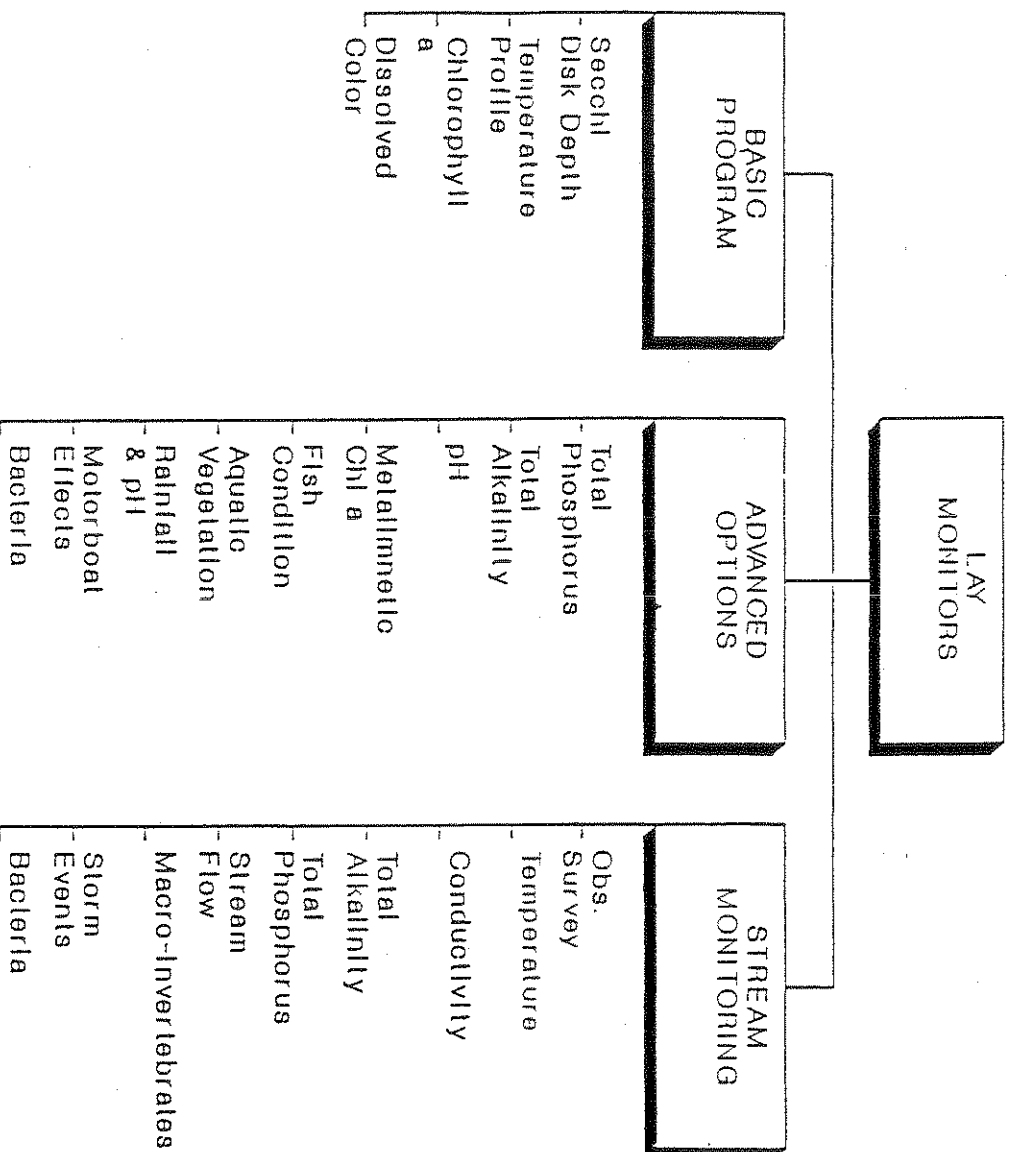 LAY
MONITORS
BASIC
PROGRAM
Secchi
Disk Depth
Temperature
Profile
Chlorophyll
a
Dissolved
Color
ADVANCED
OPTIONS
Total
Phosphorus
Total
Alkalinity
pH
Metalimnetic
Chl a
Fish
Condition
Aquatic
Vegetation
Rainfall
& pH
Motorboat
Effects
Bacteria
STREAM
MONITORING
Obs.
Survey
Temperature
Conductivity
Total
Alkalinity
Total
Phosphorus
Stream
Flow
Macro-Invertebrates
Storm
Events
Bacteria